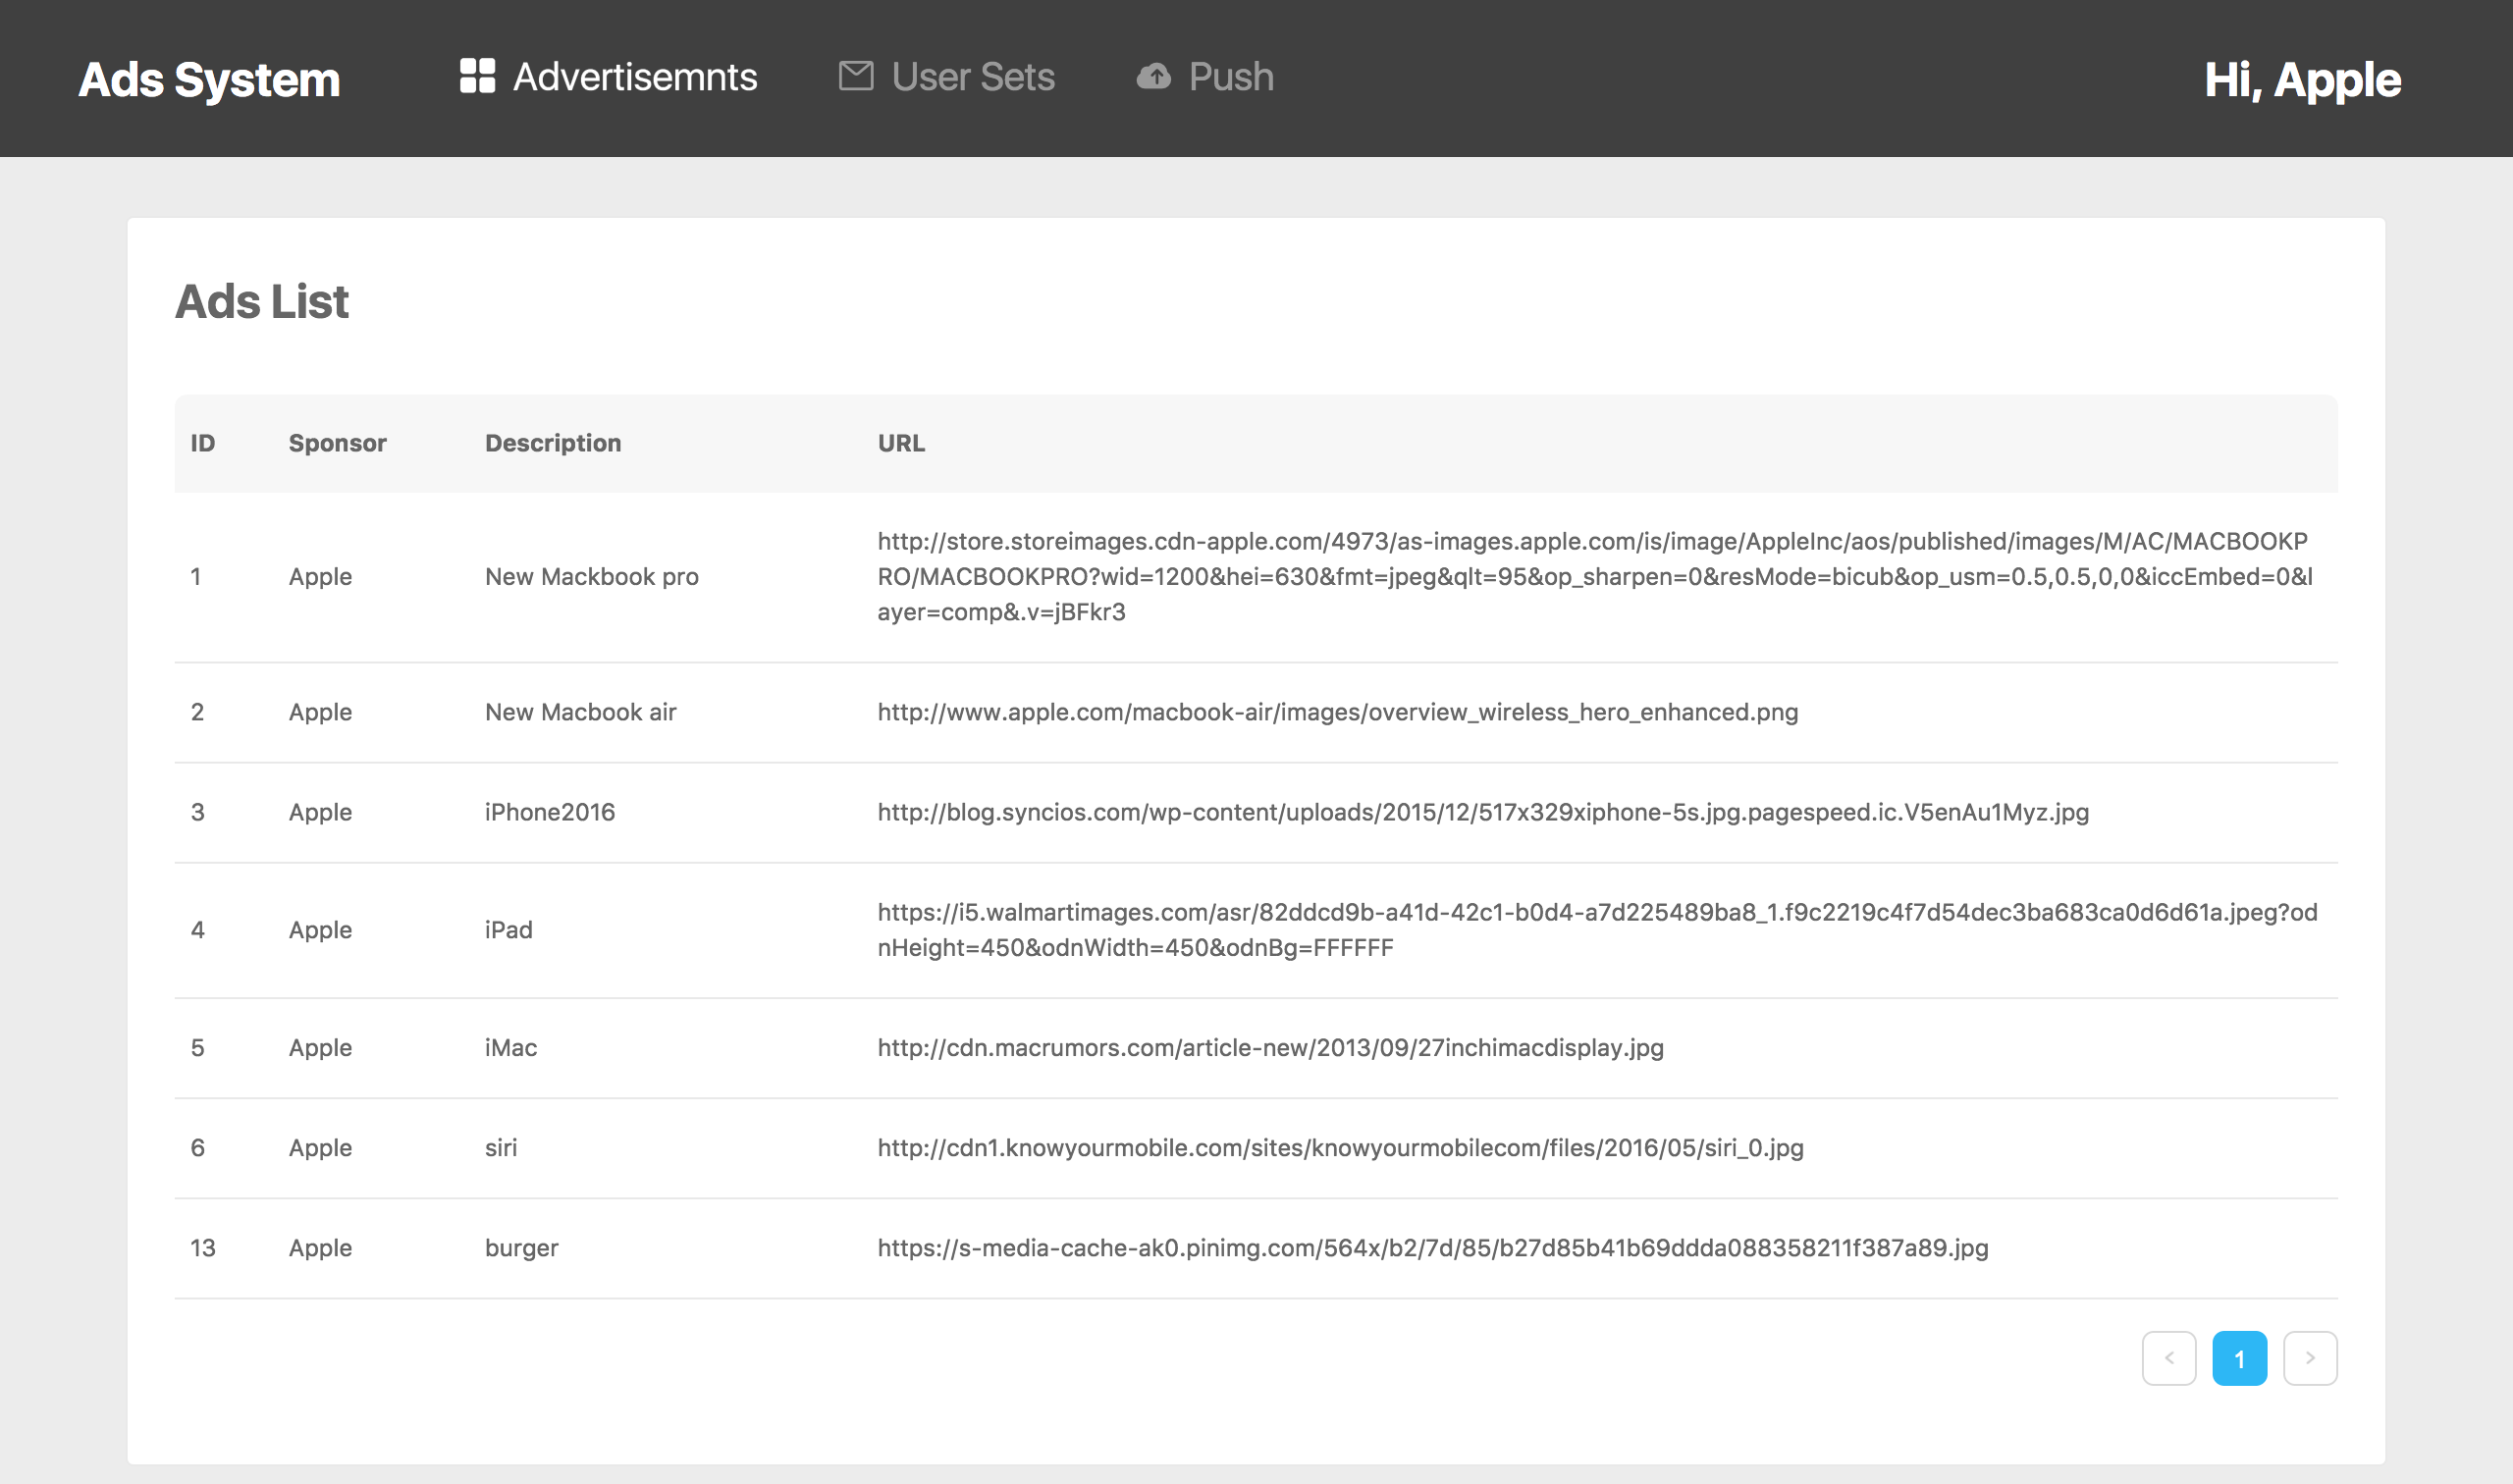 Ads System Advertisemnts User Sets Push Hi, Apple
Ads List
ID Sponsor Description URL
1 Apple New Mackbook pro http://store.storeimages.cdn-apple.com/4973/as-images.apple.com/is/image/AppleInc/aos/published/images/M/AC/MACBOOKP
RO/MACBOOKPRO?wid=1200&hei=630&fmt=jpeg&qlt=95&op_sharpen=0&resMode=bicub&op_usm=0.5,0.5,0,0&iccEmbed=0&l
ayer=comp&.v=jBFkr3
2 Apple New Macbook air http://www.apple.com/macbook-air/images/overview_wireless_hero_enhanced.png
3 Apple iPhone2016 http://blog.syncios.com/wp-content/uploads/2015/12/517x329xiphone-5s.jpg.pagespeed.ic.V5enAu1Myz.jpg
4 Apple iPad https://i5.walmartimages.com/asr/82ddcd9b-a41d-42c1-b0d4-a7d225489ba8_1.f9c2219c4f7d54dec3ba683ca0d6d61a.jpeg?od
nHeight=450&odnWidth=450&odnBg=FFFFFF
5 Apple iMac http://cdn.macrumors.com/article-new/2013/09/27inchimacdisplay.jpg
6 Apple siri http://cdn1.knowyourmobile.com/sites/knowyourmobilecom/files/2016/05/siri_0.jpg
13 Apple burger https://s-media-cache-ak0.pinimg.com/564x/b2/7d/85/b27d85b41b69ddda088358211f387a89.jpg
< 1 >